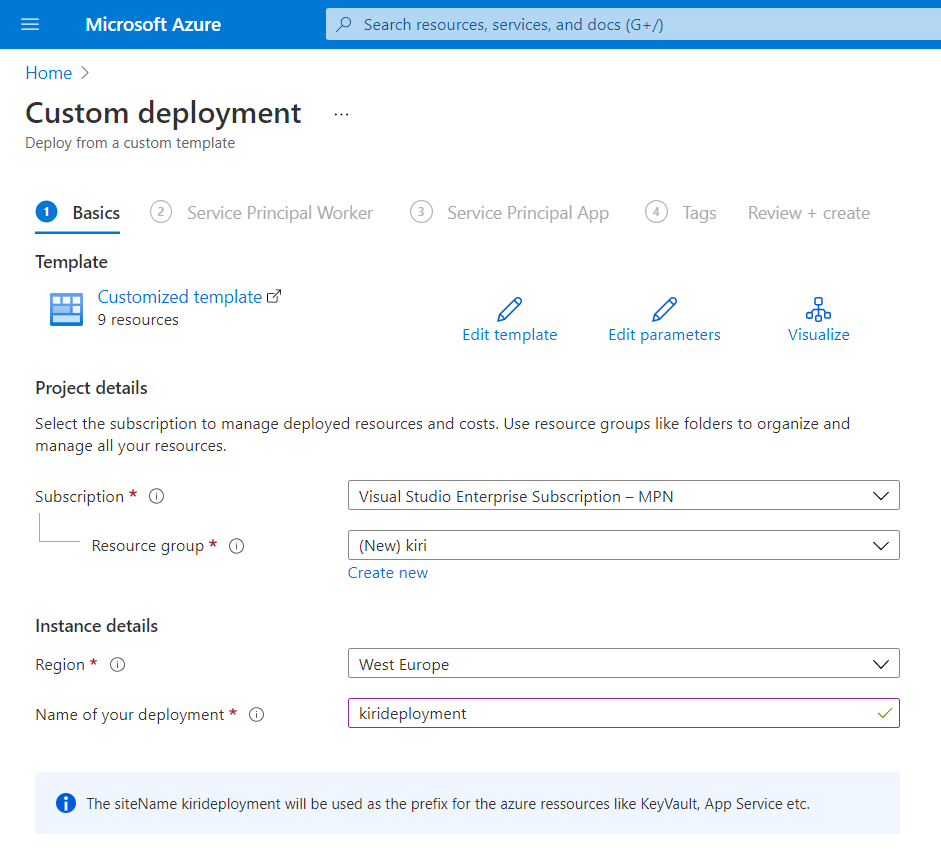 Microsoft Azure
Search resources, services, and docs (G+/)
Home
Custom deployment ...
Deploy from a custom template
1 Basics 2 Service Principal Worker 3 Service Principal App 4 Tags Review + create
Template
Customized template
9 resources
Edit template Edit parameters Visualize
Project details
Select the subscription to manage deployed resources and costs. Use resource groups like folders to organize and
manage all your resources.
Subscription * Visual Studio Enterprise Subscription – MPN
Resource group * (New) kiri
Create new
Instance details
Region * West Europe
Name of your deployment * kirideployment
The siteName kirideployment will be used as the prefix for the azure ressources like KeyVault, App Service etc.